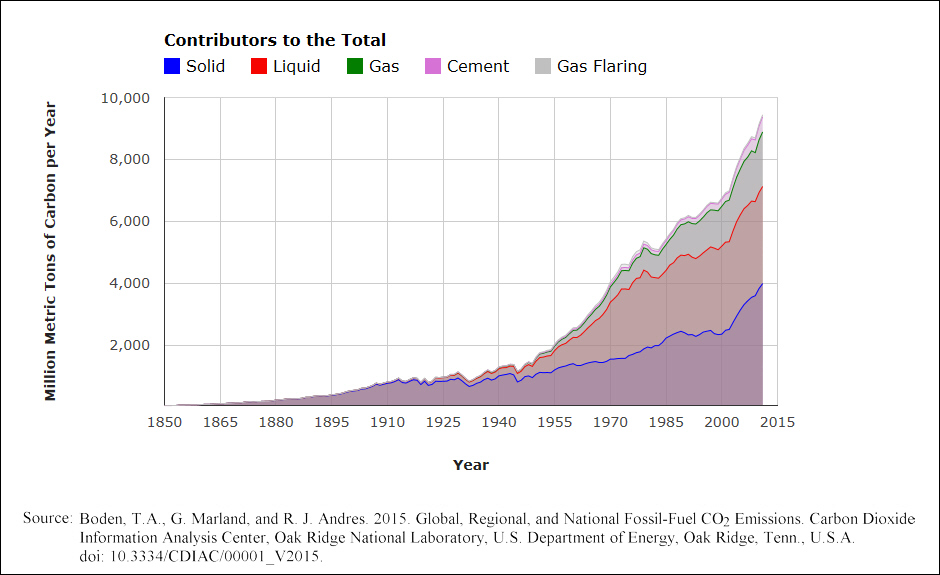 Contributors to the Total
Solid Liquid Gas Cement Gas Flaring
Million Metric Tons of Carbon per Year
10,000
8,000
6,000
4,000
2,000
1850 1865 1880 1895 1910 1925 1940 1955 1970 1985 2000 2015
Year
Source: Boden, T.A., G. Marland, and R. J. Andres. 2015. Global, Regional, and National Fossil-Fuel CO2 Emissions. Carbon Dioxide
Information Analysis Center, Oak Ridge National Laboratory, U.S. Department of Energy, Oak Ridge, Tenn., U.S.A.
doi: 10.3334/CDIAC/00001_V2015.